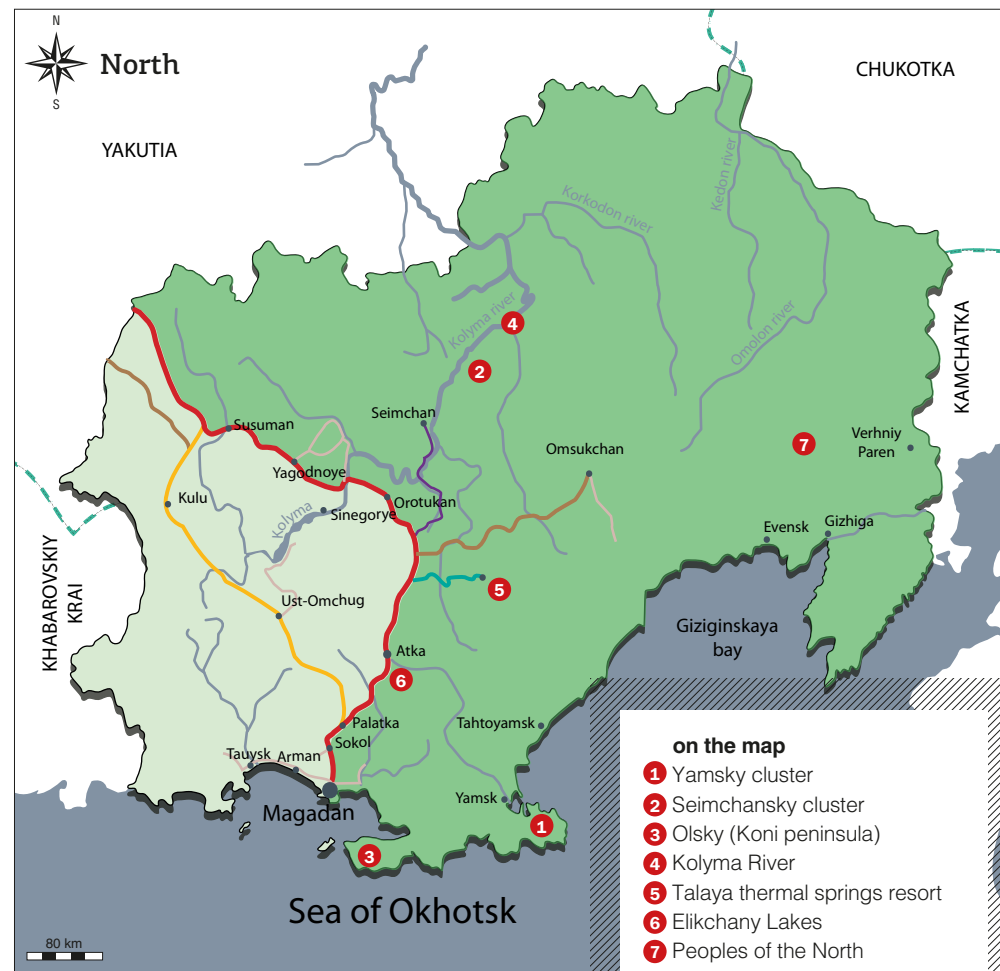 N
North
S
CHUKOTKA
YAKUTIA
Korkodon river
Kedon river
Kolyma river
4
Omolon river
2
KAMCHATKA
Seimchan
Susuman
Omsukchan
7
Verhniy
Paren
Yagodnoye
Kulu
Orotukan
Sinegorye
Kolyma
Evensk
Gizhiga
5
Ust-Omchug
KHABAROVSKIY
KRAI
Giziginskaya
bay
Atka
6
Palatka
Tahtoyamsk
Sokol
Tauysk
Arman
Yamsk
Magadan
1
3
Sea of Okhotsk
80 km
on the map
1 Yamsky cluster
2 Seimchansky cluster
3 Olsky (Koni peninsula)
4 Kolyma River
5 Talaya thermal springs resort
6 Elikchany Lakes
7 Peoples of the North